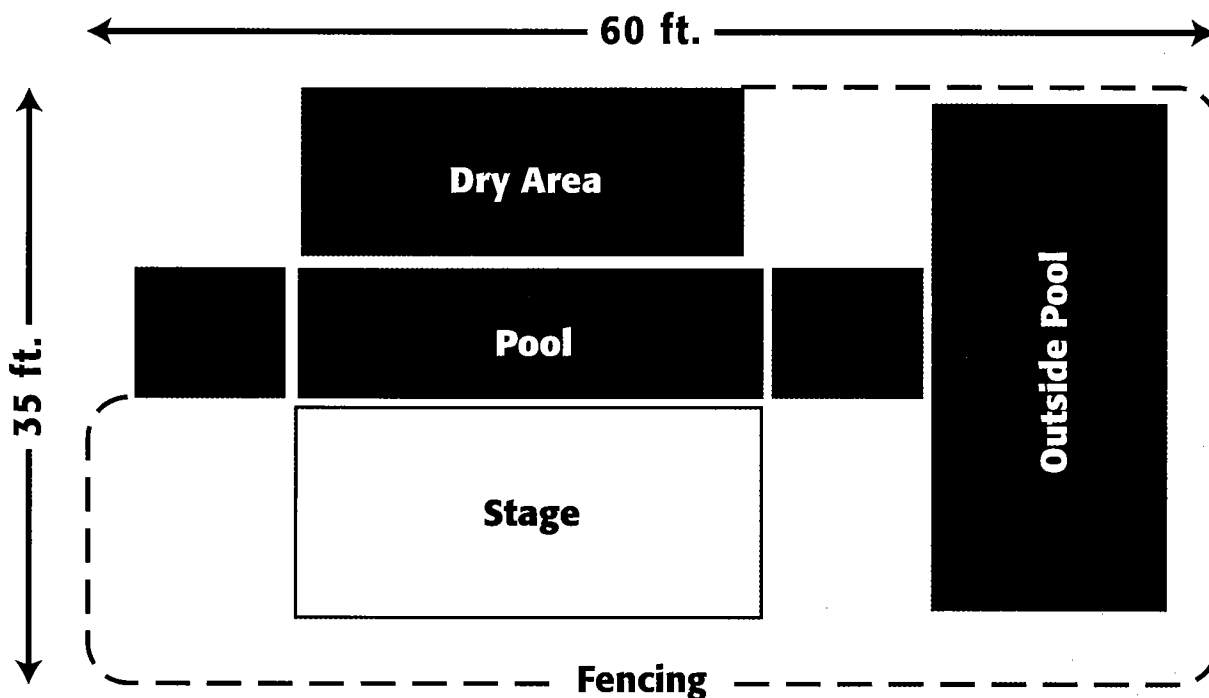 60 ft.
35 ft.
Dry Area
Pool
Outside Pool
Stage
Fencing